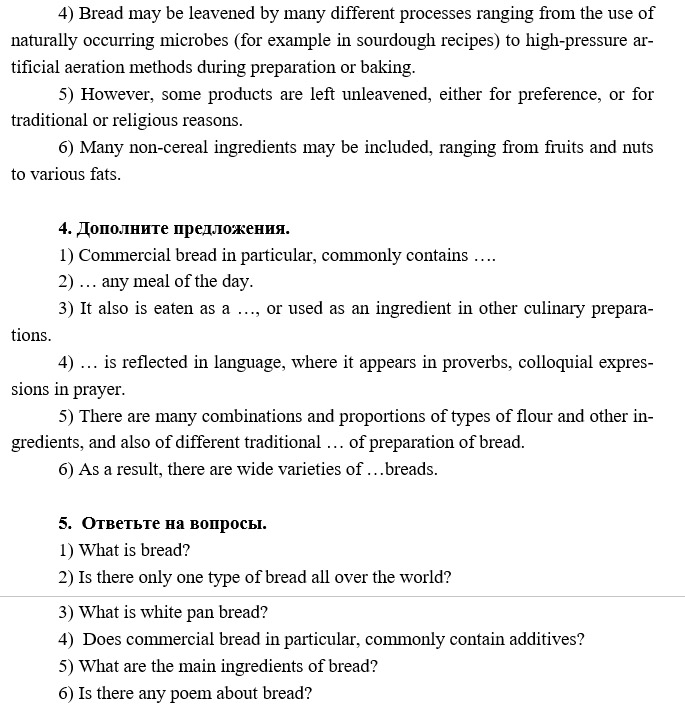 4) Bread may be leavened by many different processes ranging from the use of
naturally occurring microbes (for example in sourdough recipes) to high-pressure ar-
tificial aeration methods during preparation or baking.
5) However, some products are left unleavened, either for preference, or for
traditional or religious reasons.
6) Many non-cereal ingredients may be included, ranging from fruits and nuts
to various fats.
4. Дополните предложения.
1) Commercial bread in particular, commonly contains ….
2) … any meal of the day.
3) It also is eaten as a …, or used as an ingredient in other culinary prepara-
tions.
4) … is reflected in language, where it appears in proverbs, colloquial expres-
sions in prayer.
5) There are many combinations and proportions of types of flour and other in-
gredients, and also of different traditional … of preparation of bread.
6) As a result, there are wide varieties of …breads.
5. Ответьте на вопросы.
1) What is bread?
2) Is there only one type of bread all over the world?
3) What is white pan bread?
4) Does commercial bread in particular, commonly contain additives?
5) What are the main ingredients of bread?
6) Is there any poem about bread?